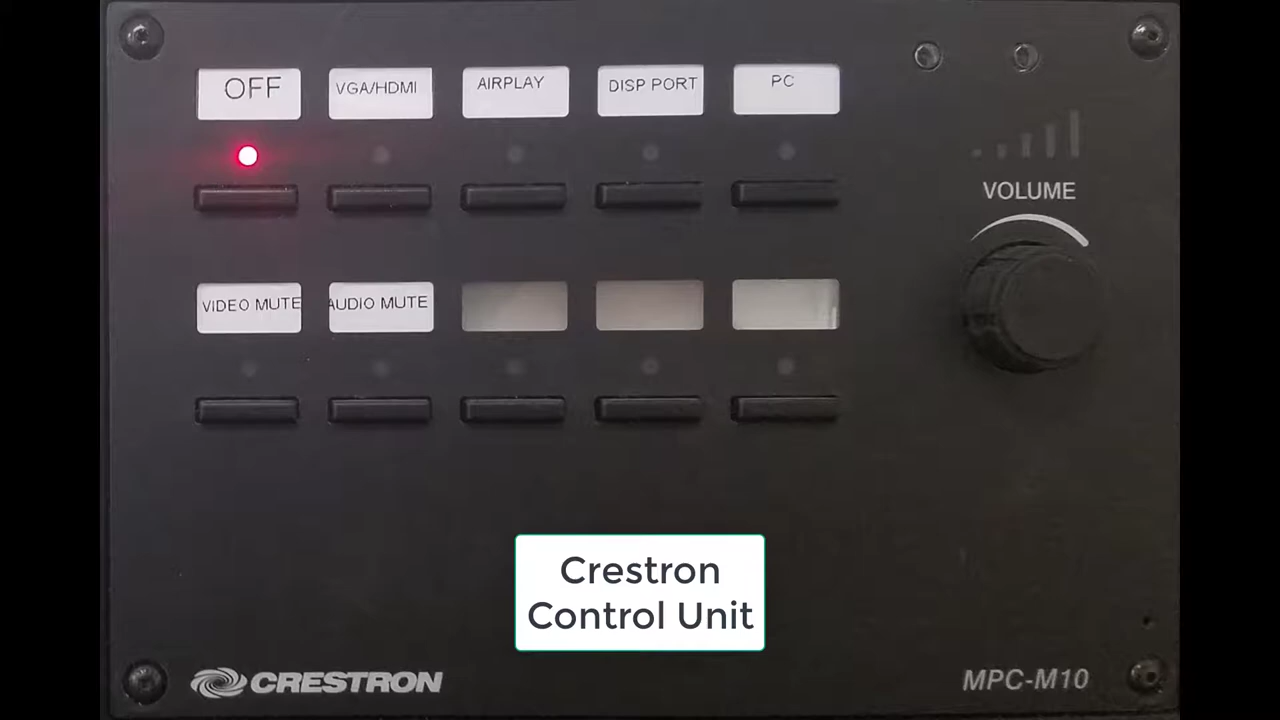 OFF
VGA/HDMI
AIRPLAY
DISP PORT
PC
VOLUME
VIDEO MUTE
AUDIO MUTE
Crestron
Control Unit
CRESTRON
MPC-M10